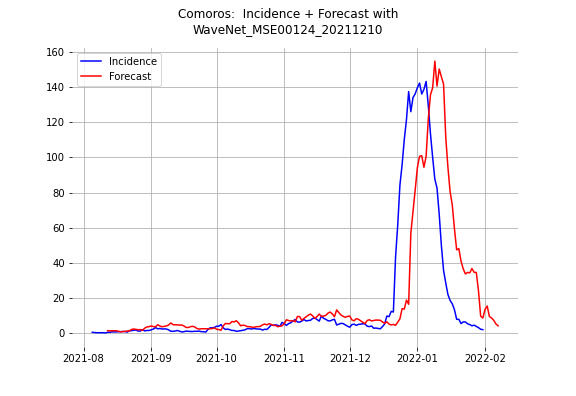 Comoros:  Incidence + Forecast with
WaveNet_MSE00124_20211210
Incidence
Forecast
160
140
120
100
80
60
40
20
0
2021-08 2021-09 2021-10 2021-11 2021-12 2022-01 2022-02